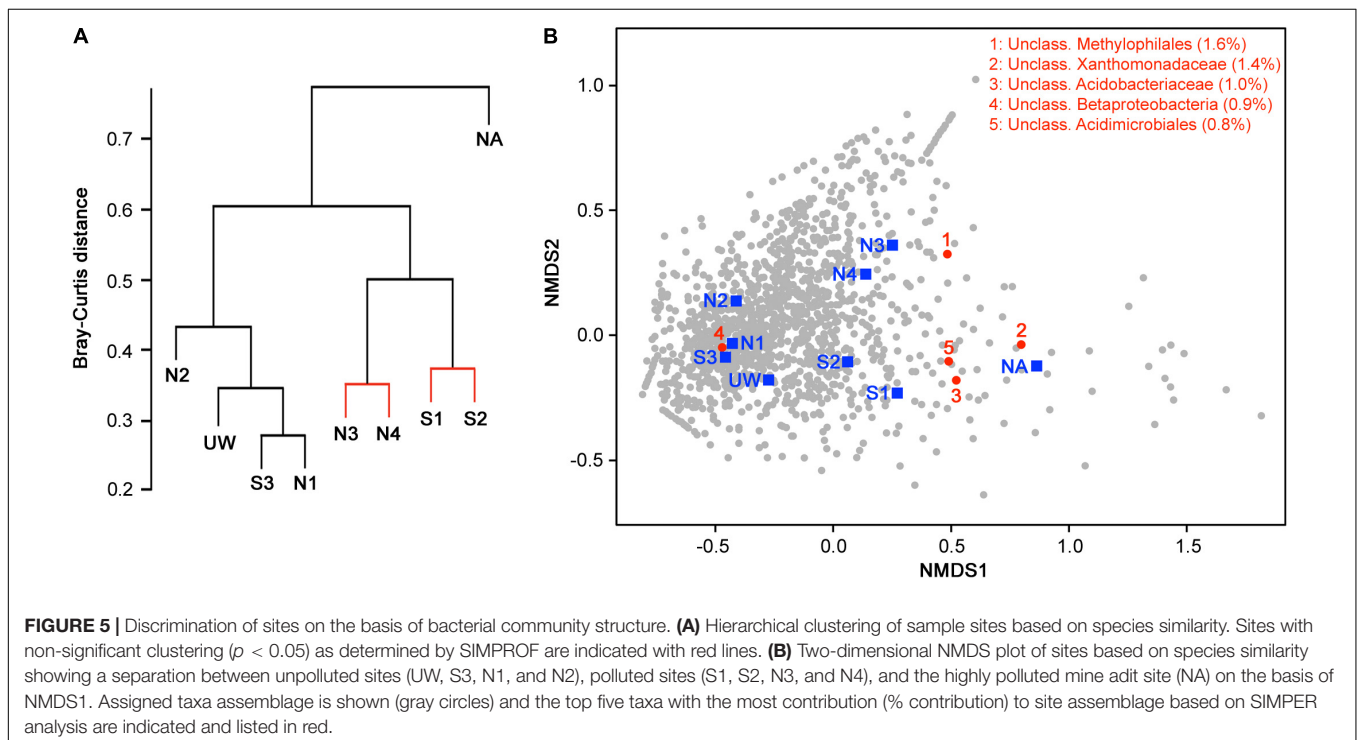 A
B
Bray-Curtis distance
0.7
0.6
0.5
0.4
0.3
0.2
NA
N2
UW
S3
N1
N3
N4
S1
S2
NMDS2
1.0
0.5
0.0
-0.5
1: Unclass. Methylophilales (1.6%)
2: Unclass. Xanthomonadaceae (1.4%)
3: Unclass. Acidobacteriaceae (1.0%)
4: Unclass. Betaproteobacteria (0.9%)
5: Unclass. Acidimicrobiales (0.8%)
N3
1
N4
N2
4
N1
S3
UW
S2
S1
5
3
2
NA
-0.5
0.0
0.5
1.0
1.5
NMDS1
FIGURE 5 | Discrimination of sites on the basis of bacterial community structure. (A) Hierarchical clustering of sample sites based on species similarity. Sites with
non-significant clustering (p < 0.05) as determined by SIMPROF are indicated with red lines. (B) Two-dimensional NMDS plot of sites based on species similarity
showing a separation between unpolluted sites (UW, S3, N1, and N2), polluted sites (S1, S2, N3, and N4), and the highly polluted mine adit site (NA) on the basis of
NMDS1. Assigned taxa assemblage is shown (gray circles) and the top five taxa with the most contribution (% contribution) to site assemblage based on SIMPER
analysis are indicated and listed in red.